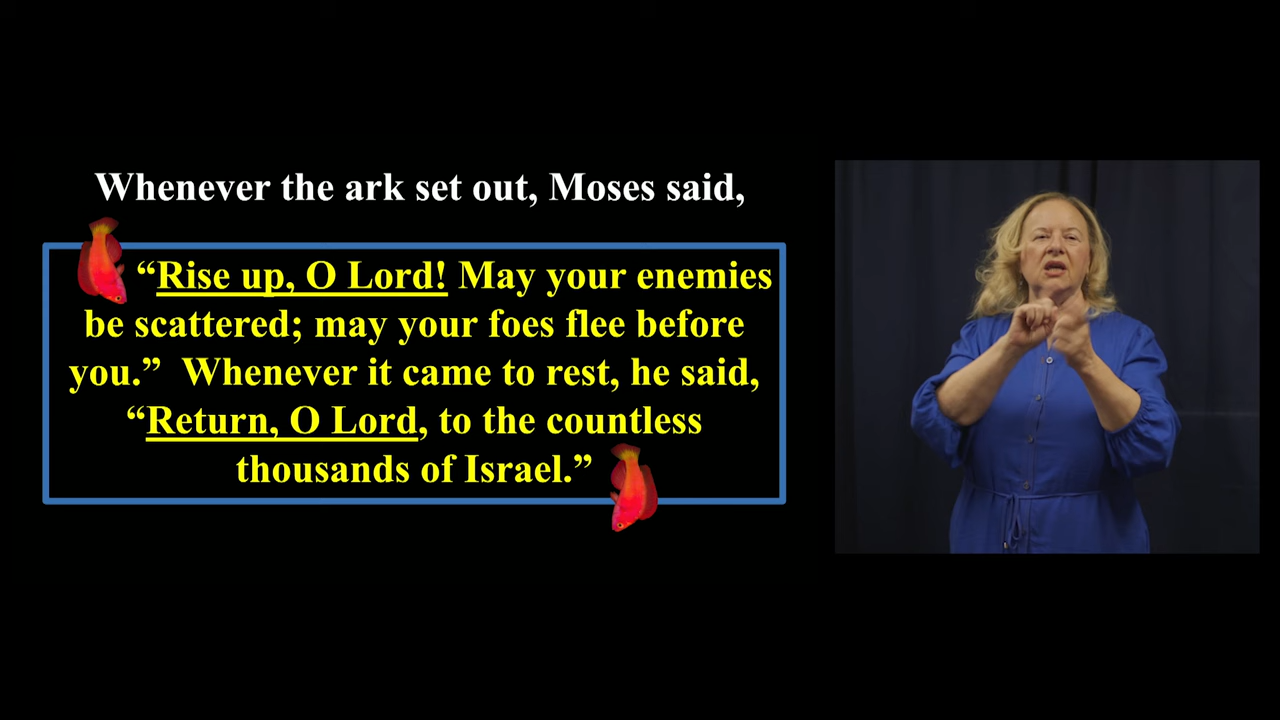 Whenever the ark set out, Moses said,
“Rise up, O Lord! May your enemies
be scattered; may your foes flee before
you.”  Whenever it came to rest, he said,
“Return, O Lord, to the countless
thousands of Israel.”